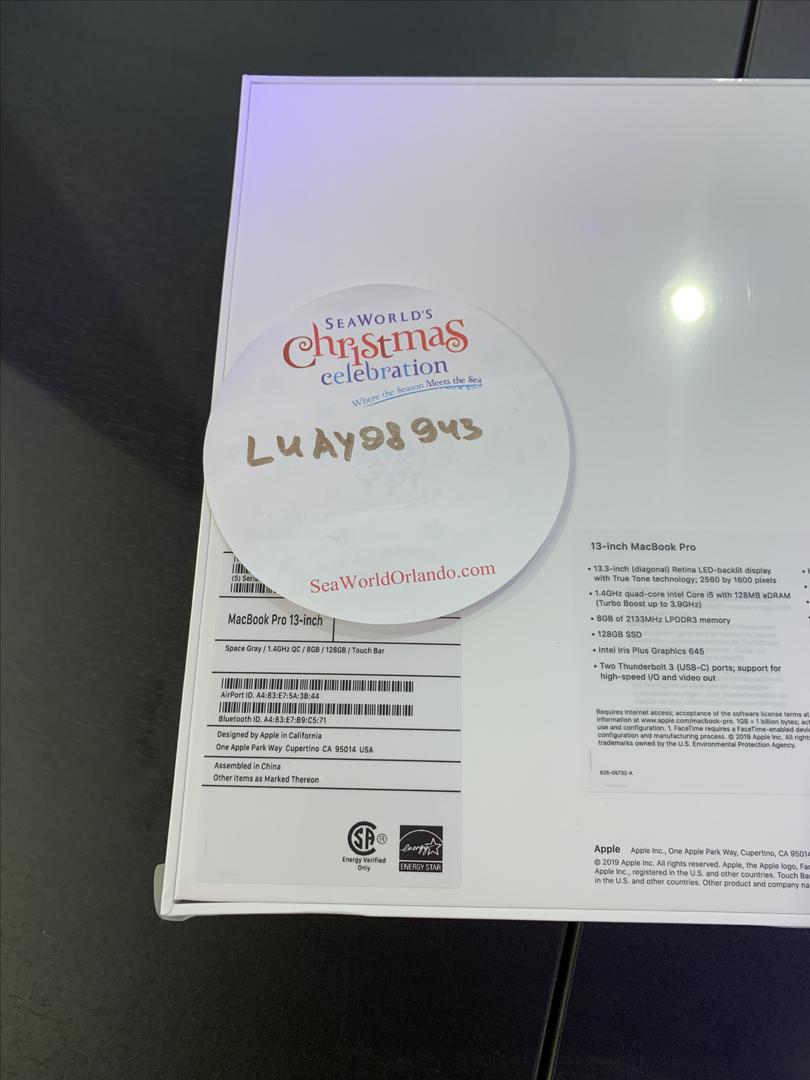 SEAWORLD'S
Christmas
celebration
Where the Season Meets the Sea
LUAY98943
SeaWorldOrlando.com
(S) Seri
MacBook Pro 13-inch
Space Gray / 1.4GHz QC / 8GB / 128GB / Touch Bar
AirPort ID. A4:83:E7:5A:3B:44
Bluetooth ID. A4:83:E7:B9:C5:71
Designed by Apple in California
One Apple Park Way Cupertino CA 95014 USA
Assembled in China
Other Items as Marked Thereon
SA ®
Energy Verified
Only
energy
ENERGY STAR
13-inch MacBook Pro
• 13.3-inch (diagonal) Retina LED-backlit display
with True Tone technology; 2560 by 1600 pixels
• 1.4GHz quad-core Intel Core i5 with 128MB eDRAM
(Turbo Boost up to 3.9GHz)
• 8GB of 2133MHz LPDDR3 memory
• 128GB SSD
• Intel Iris Plus Graphics 645
• Two Thunderbolt 3 (USB-C) ports; support for
high-speed I/O and video out
Requires Internet access; acceptance of the software license terms at
information at www.apple.com/macbook-pro. 1GB = 1 billion bytes; act
use and configuration. 1. FaceTime requires a FaceTime-enabled devi
configuration and manufacturing process. © 2019 Apple Inc. All rights
trademarks owned by the U.S. Environmental Protection Agency.
826-05732-A
Apple Apple Inc., One Apple Park Way, Cupertino, CA 95014
© 2019 Apple Inc. All rights reserved. Apple, the Apple logo, Fac
Apple Inc., registered in the U.S. and other countries. Touch Ba
in the U.S. and other countries. Other product and company na